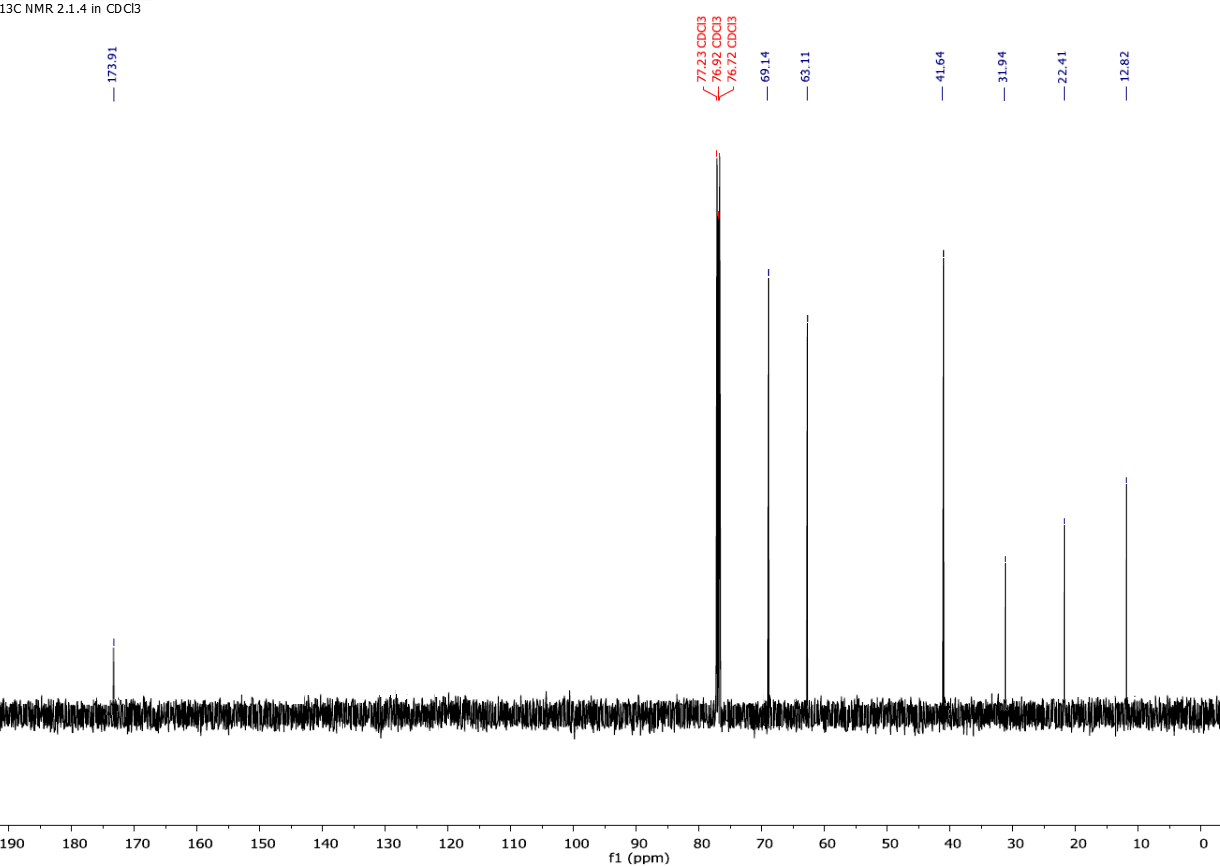 13C NMR 2.1.4 in CDCl3
173.91
77.23 CDCl3
76.92 CDCl3
76.72 CDCl3
69.14
63.11
41.64
31.94
22.41
12.82
190 180 170 160 150 140 130 120 110 100 90 80 70 60 50 40 30 20 10 0
f1 (ppm)